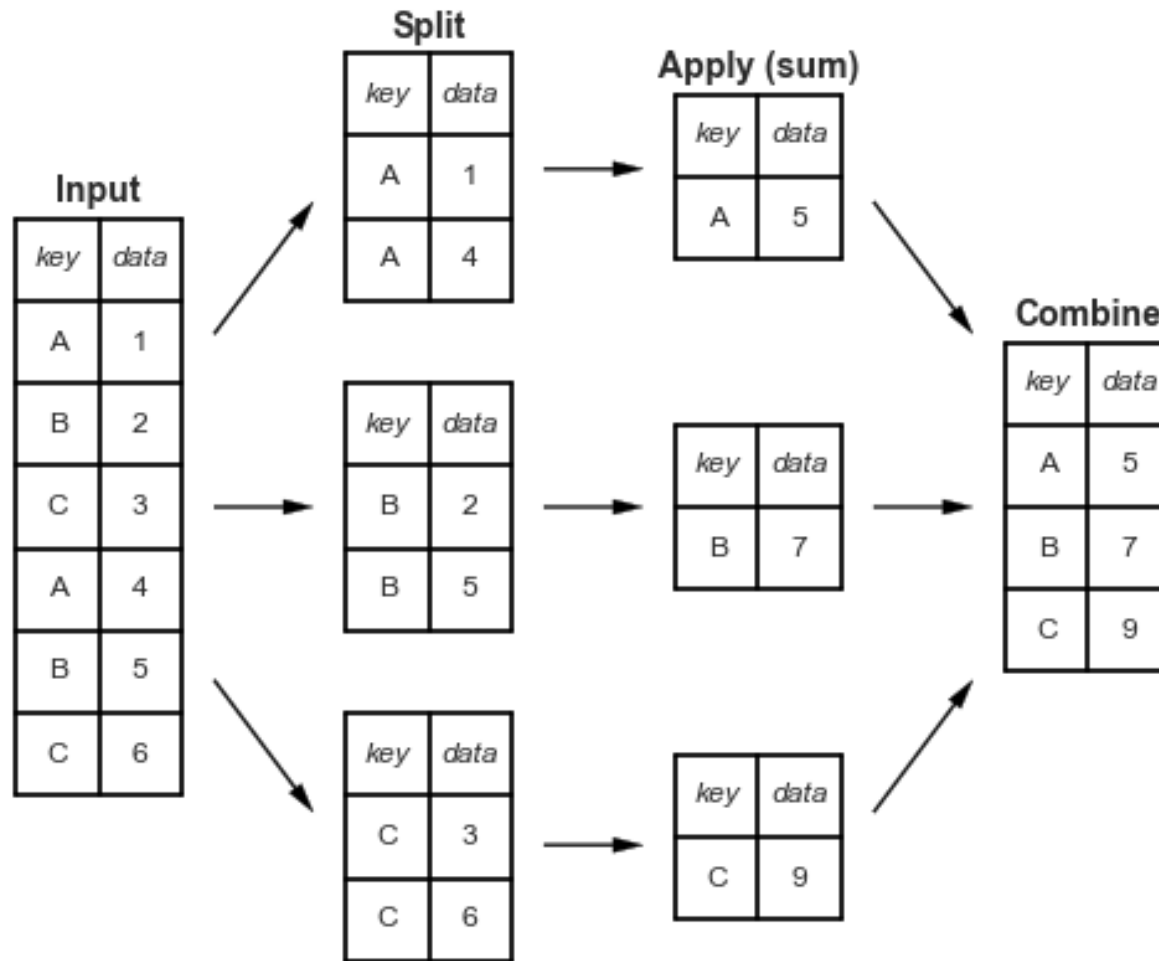 Input
key data
A 1
B 2
C 3
A 4
B 5
C 6
Split
key data
A 1
A 4
key data
B 2
B 5
key data
C 3
C 6
Apply (sum)
key data
A 5
key data
B 7
key data
C 9
Combine
key data
A 5
B 7
C 9